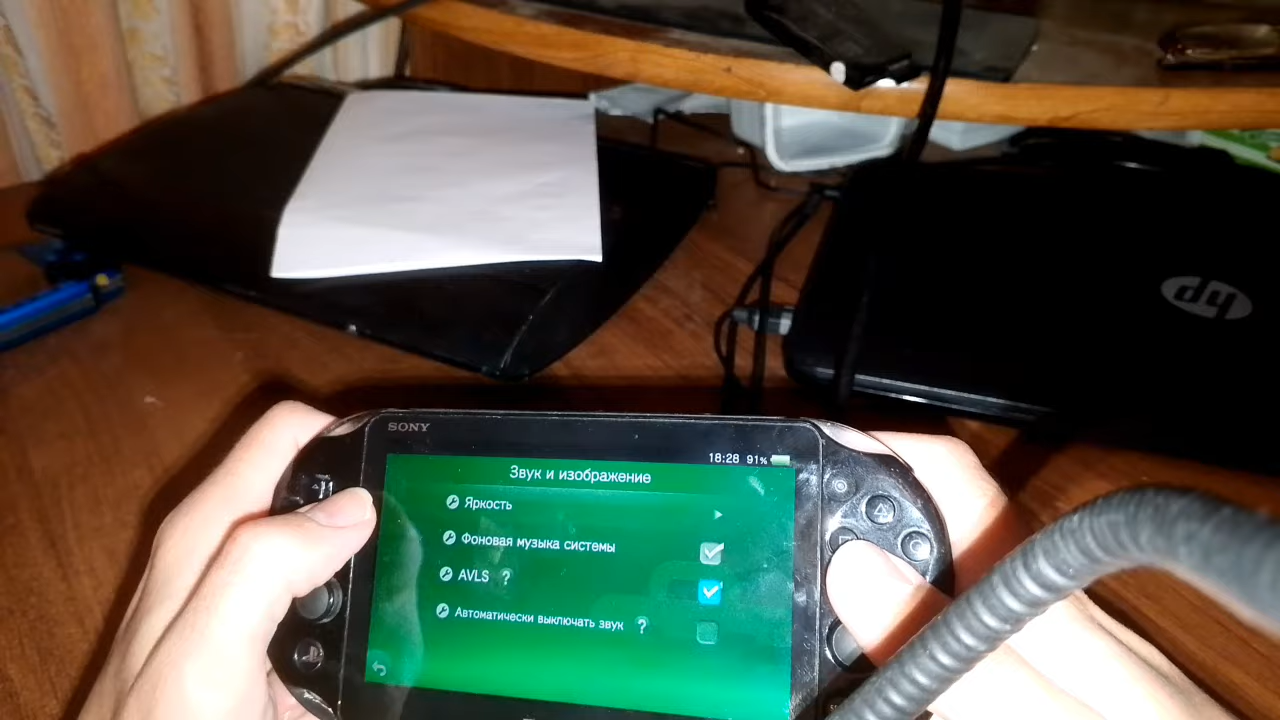 hp
SONY
18:28 91%
Звук и изображение
Яркость
Фоновая музыка системы
AVLS ?
Автоматически выключать звук ?